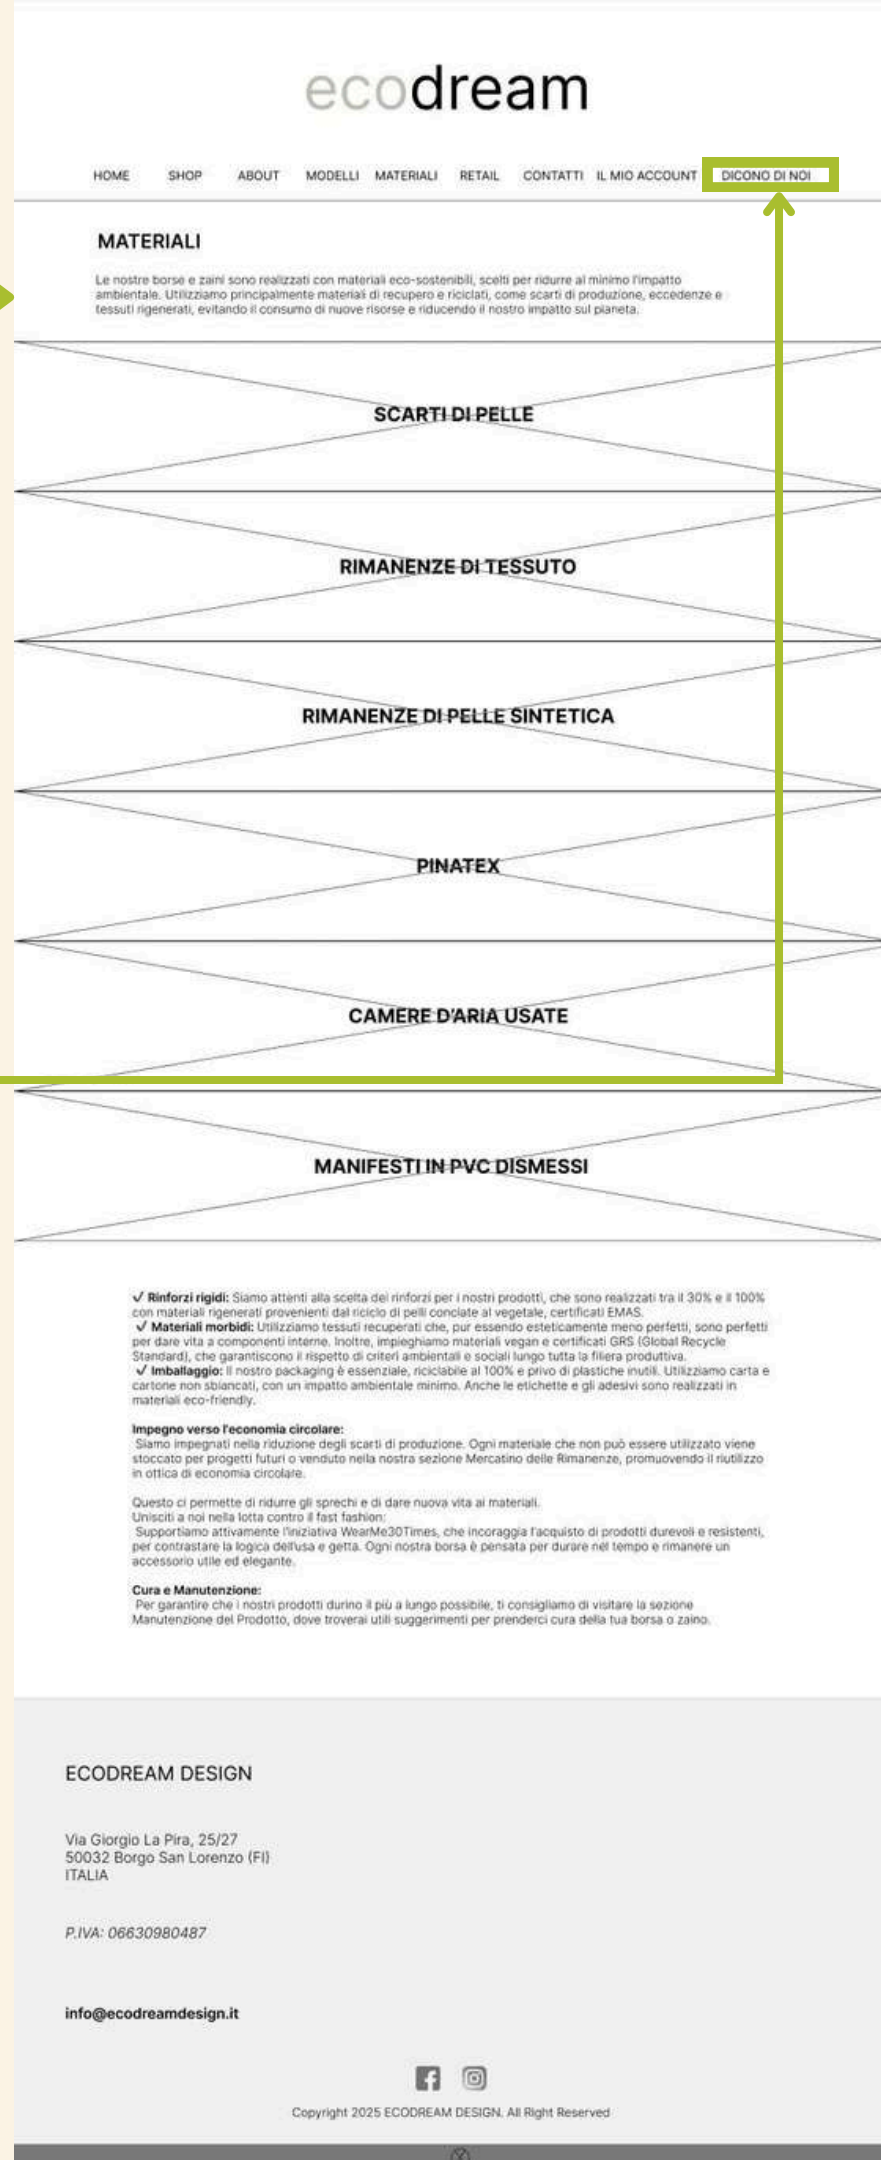 ecodream
HOME SHOP ABOUT MODELLI MATERIALI RETAIL CONTATTI IL MIO ACCOUNT DICONO DI NOI
MATERIALI
Le nostre borse e zaini sono realizzati con materiali eco-sostenibili, scelti per ridurre al minimo l'impatto
ambientale. Utilizziamo principalmente materiali di recupero e riciclati, come scarti di produzione, eccedenze e
tessuti rigenerati, evitando il consumo di nuove risorse e riducendo il nostro impatto sul pianeta.
SCARTI DI PELLE
RIMANENZE DI TESSUTO
RIMANENZE DI PELLE SINTETICA
PINATEX
CAMERE D'ARIA USATE
MANIFESTI IN PVC DISMESSI
✓ Rinforzi rigidi: Siamo attenti alla scelta dei rinforzi per i nostri prodotti, che sono realizzati tra il 30% e il 100%
con materiali rigenerati provenienti dal riciclo di pelli conciate al vegetale, certificati EMAS.
✓ Materiali morbidi: Utilizziamo tessuti recuperati che, pur essendo esteticamente meno perfetti, sono perfetti
per dare vita a componenti interne. Inoltre, impieghiamo materiali vegan e certificati GRS (Global Recycle
Standard), che garantiscono il rispetto di criteri ambientali e sociali lungo tutta la filiera produttiva.
✓ Imballaggio: Il nostro packaging è essenziale, riciclabile al 100% e privo di plastiche inutili. Utilizziamo carta e
cartone non sbiancati, con un impatto ambientale minimo. Anche le etichette e gli adesivi sono realizzati in
materiali eco-friendly.
Impegno verso l'economia circolare:
Siamo impegnati nella riduzione degli scarti di produzione. Ogni materiale che non può essere utilizzato viene
stoccato per progetti futuri o venduto nella nostra sezione Mercatino delle Rimanenze, promuovendo il riutilizzo
in ottica di economia circolare.
Questo ci permette di ridurre gli sprechi e di dare nuova vita ai materiali.
Unisciti a noi nella lotta contro il fast fashion:
Supportiamo attivamente l'iniziativa WearMe30Times, che incoraggia l'acquisto di prodotti durevoli e resistenti,
per contrastare la logica dell'usa e getta. Ogni nostra borsa è pensata per durare nel tempo e rimanere un
accessorio utile ed elegante.
Cura e Manutenzione:
Per garantire che i nostri prodotti durino il più a lungo possibile, ti consigliamo di visitare la sezione
Manutenzione del Prodotto, dove troverai utili suggerimenti per prenderci cura della tua borsa o zaino.
ECODREAM DESIGN
Via Giorgio La Pira, 25/27
50032 Borgo San Lorenzo (FI)
ITALIA
P.IVA: 06630980487
info@ecodreamdesign.it
Copyright 2025 ECODREAM DESIGN. All Right Reserved